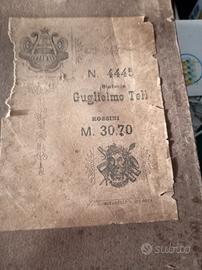 N. 4445
Sinfonia
Guglielmo Tell
ROSSINI
M. 30.70
subito